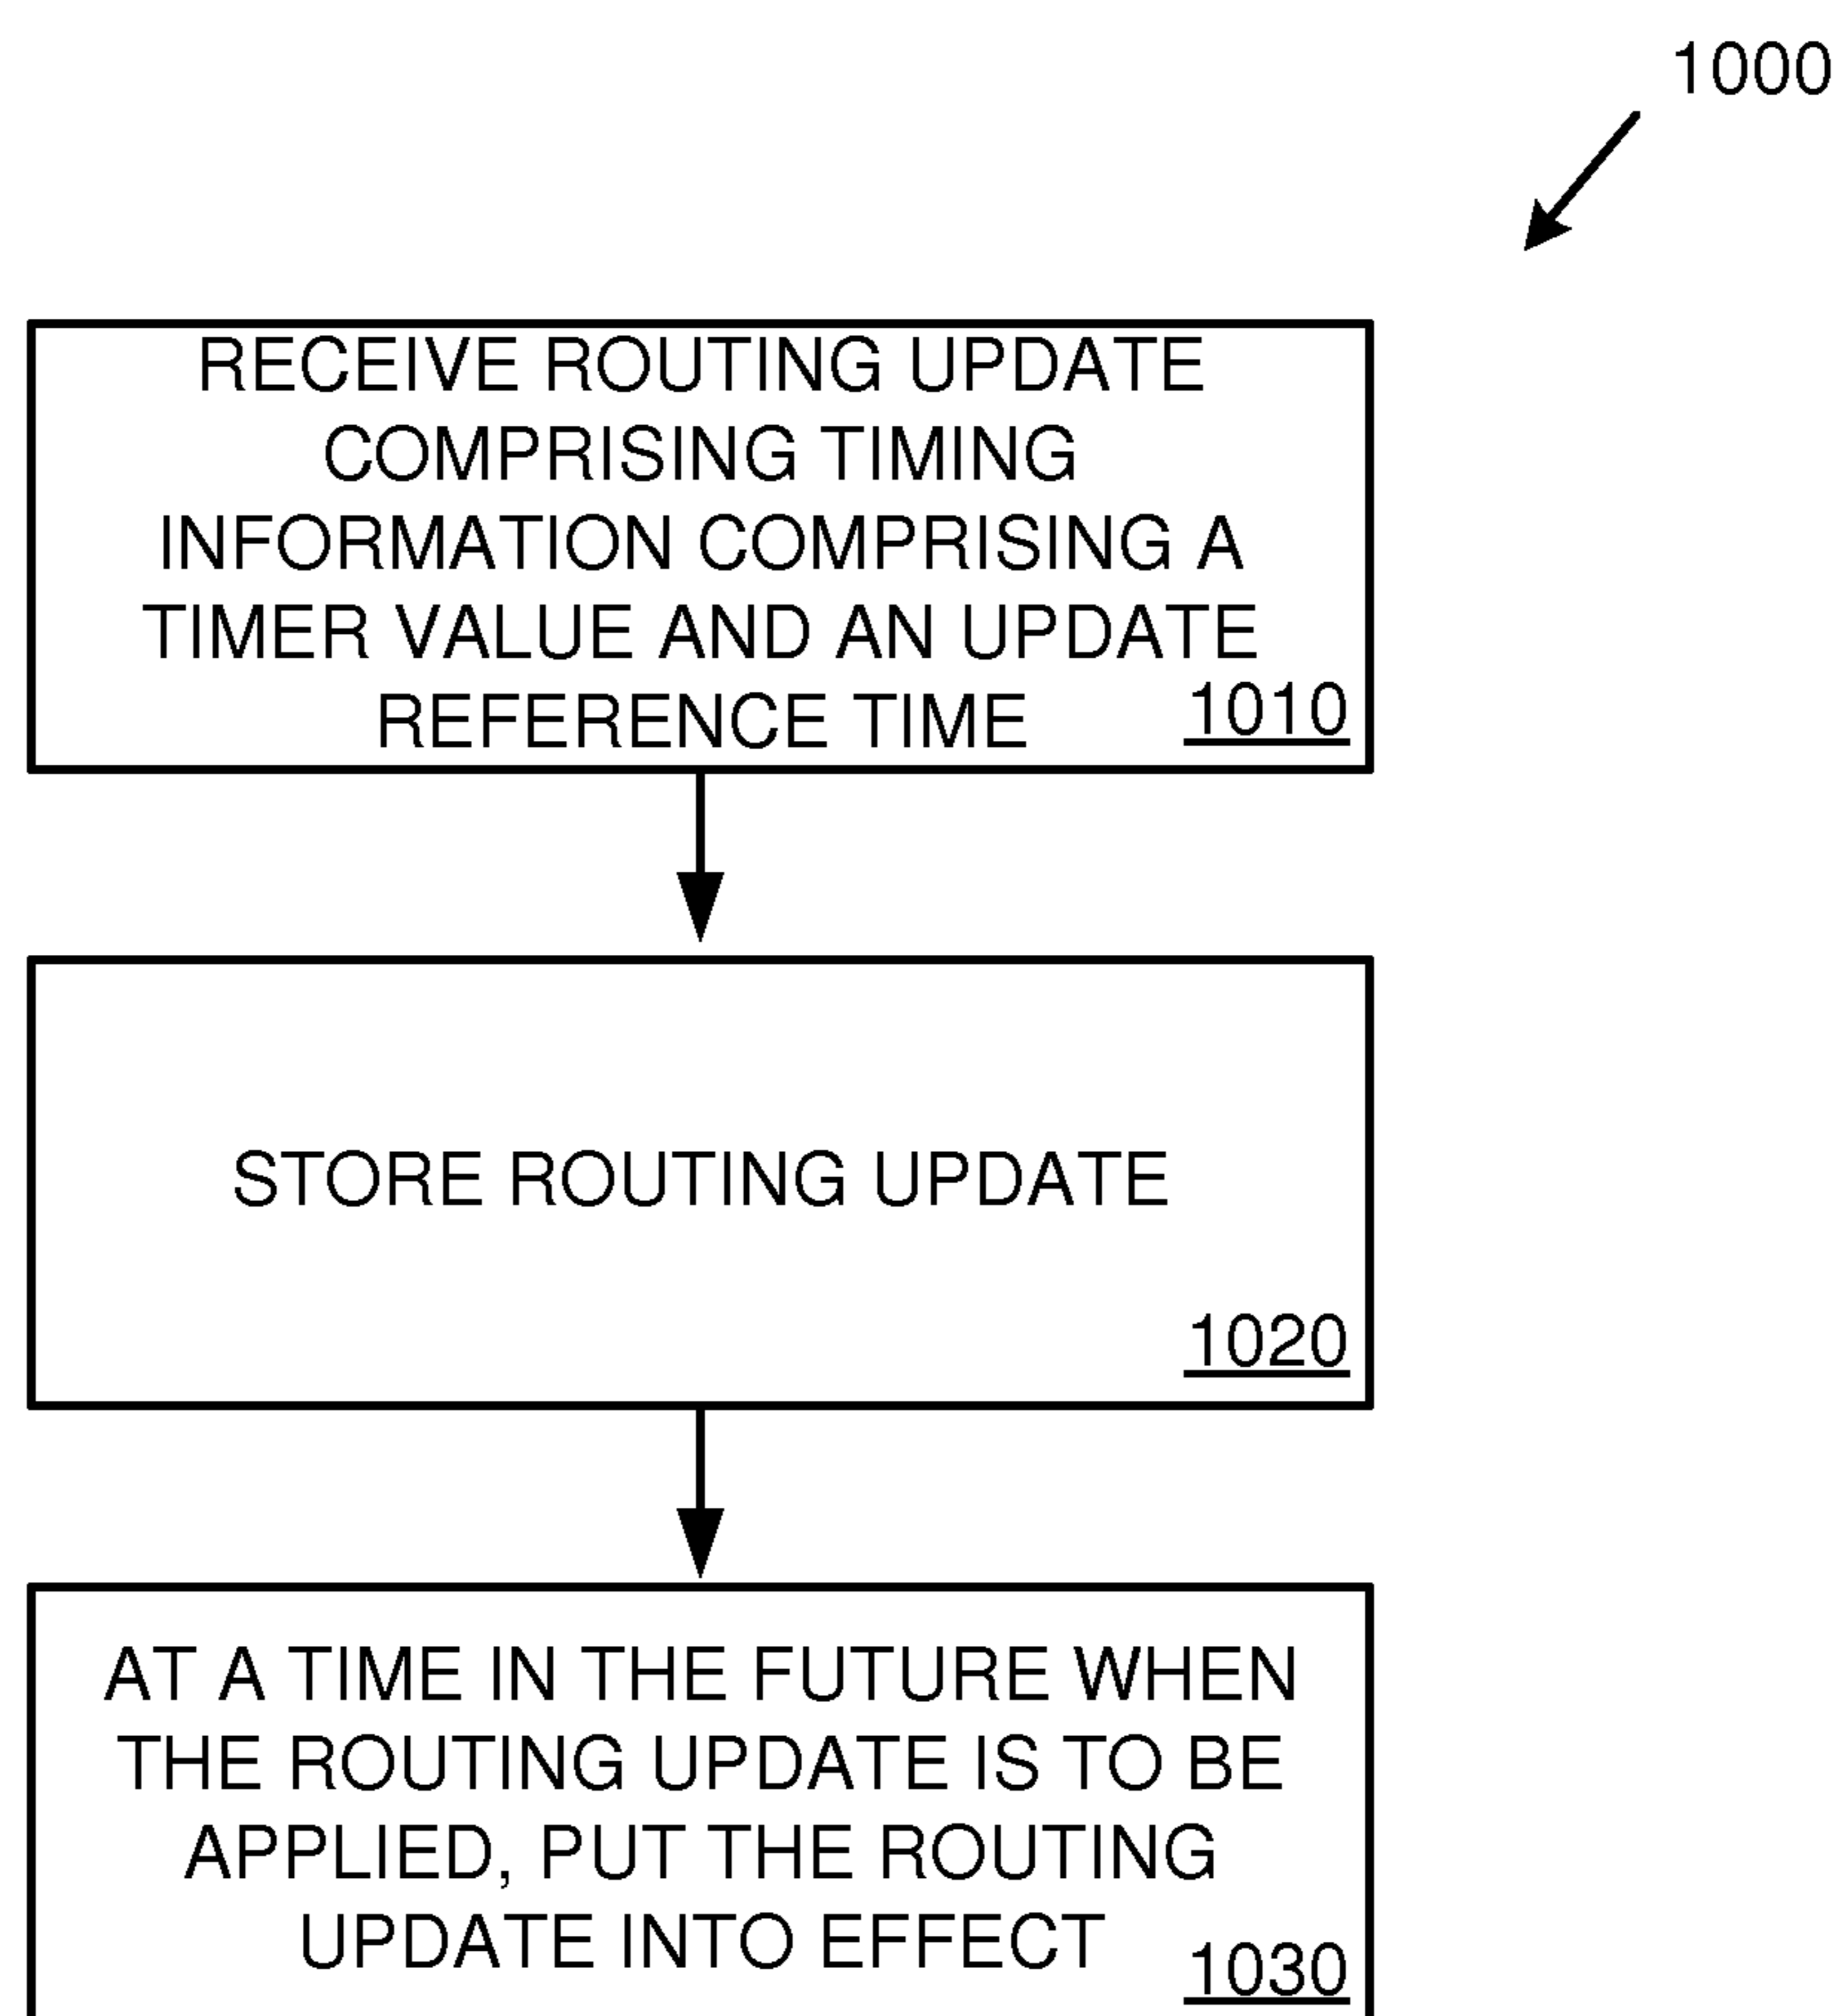 1000
RECEIVE ROUTING UPDATE
COMPRISING TIMING
INFORMATION COMPRISING A
TIMER VALUE AND AN UPDATE
REFERENCE TIME
1010
STORE ROUTING UPDATE
1020
AT A TIME IN THE FUTURE WHEN
THE ROUTING UPDATE IS TO BE
APPLIED, PUT THE ROUTING
UPDATE INTO EFFECT
1030